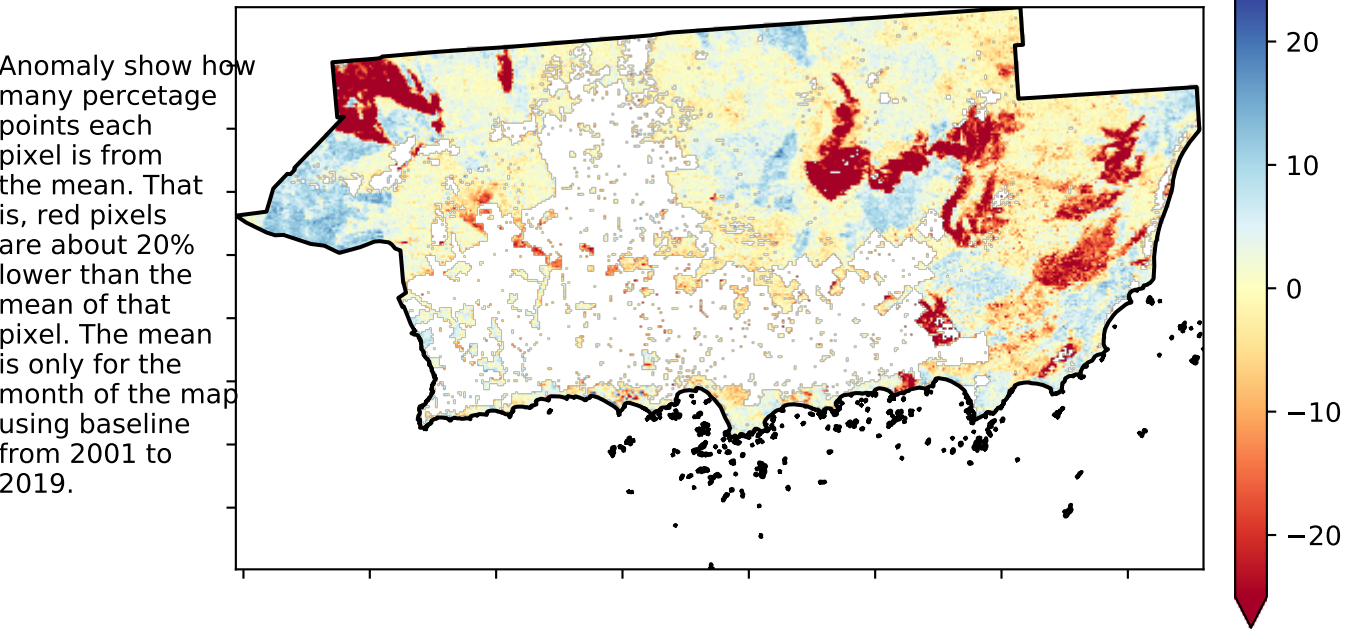 Anomaly show how
many percetage
points each
pixel is from
the mean. That
is, red pixels
are about 20%
lower than the
mean of that
pixel. The mean
is only for the
month of the map
using baseline
from 2001 to
2019.
20
10
0
−10
−20